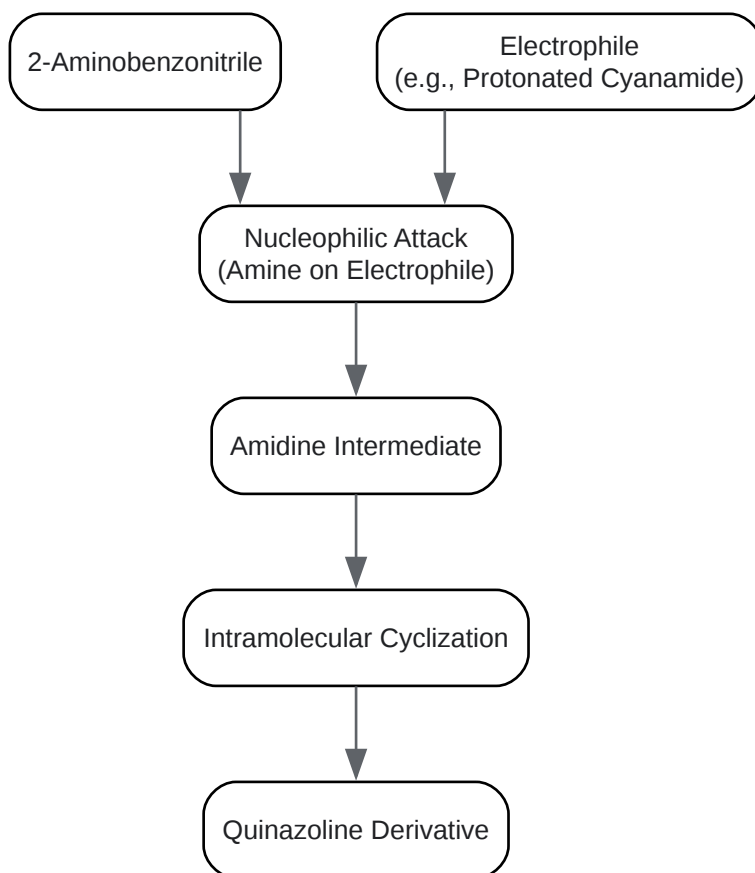 2-Aminobenzonitrile
Electrophile
(e.g., Protonated Cyanamide)
Nucleophilic Attack
(Amine on Electrophile)
Amidine Intermediate
Intramolecular Cyclization
Quinazoline Derivative